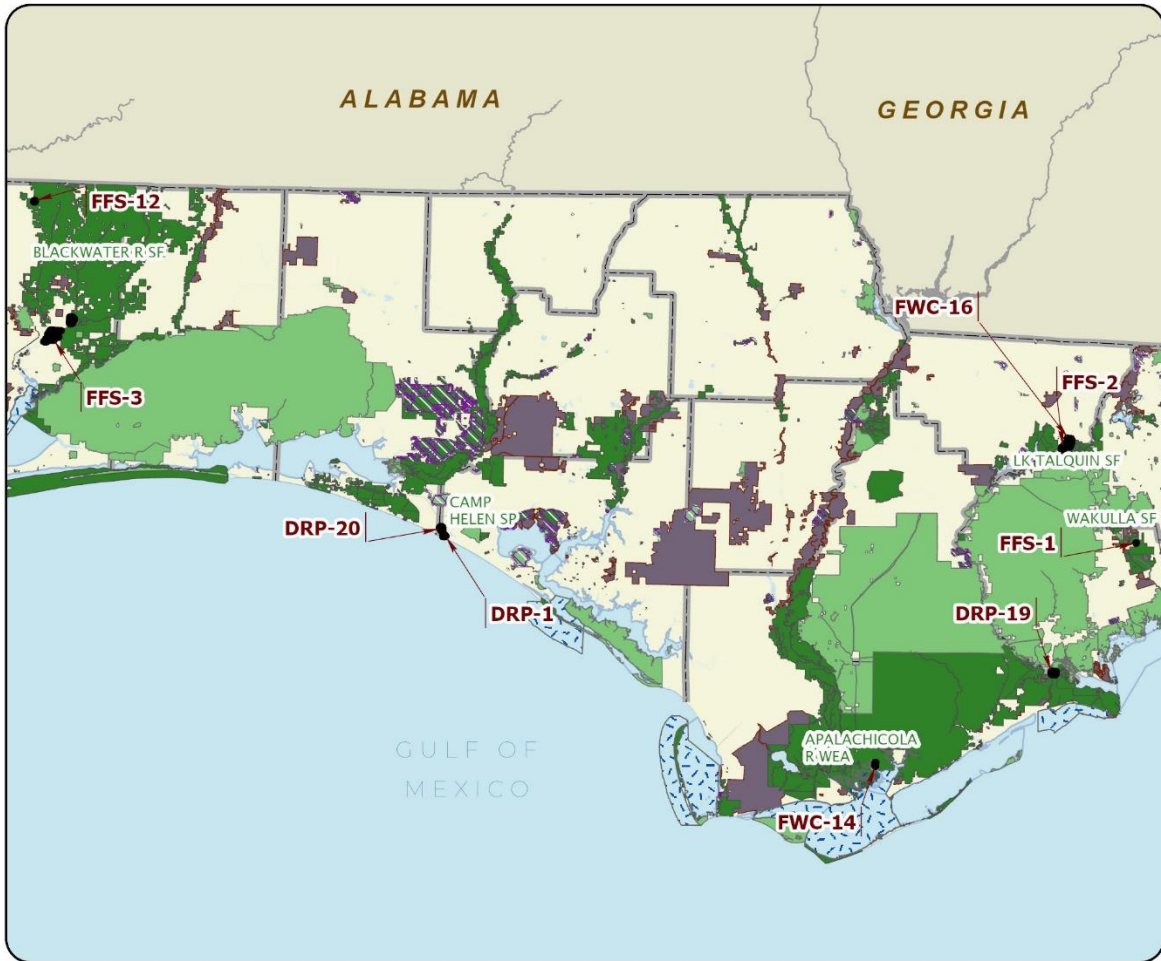 ALABAMA
GEORGIA
FFS-12
BLACKWATER R SF
FWC-16
FFS-2
FFS-3
LK TALQUIN SF
CAMP
HELEN SP
WAKULLA SF
DRP-20
FFS-1
DRP-1
DRP-19
GULF OF
MEXICO
APALACHICOLA
R WEA
FWC-14